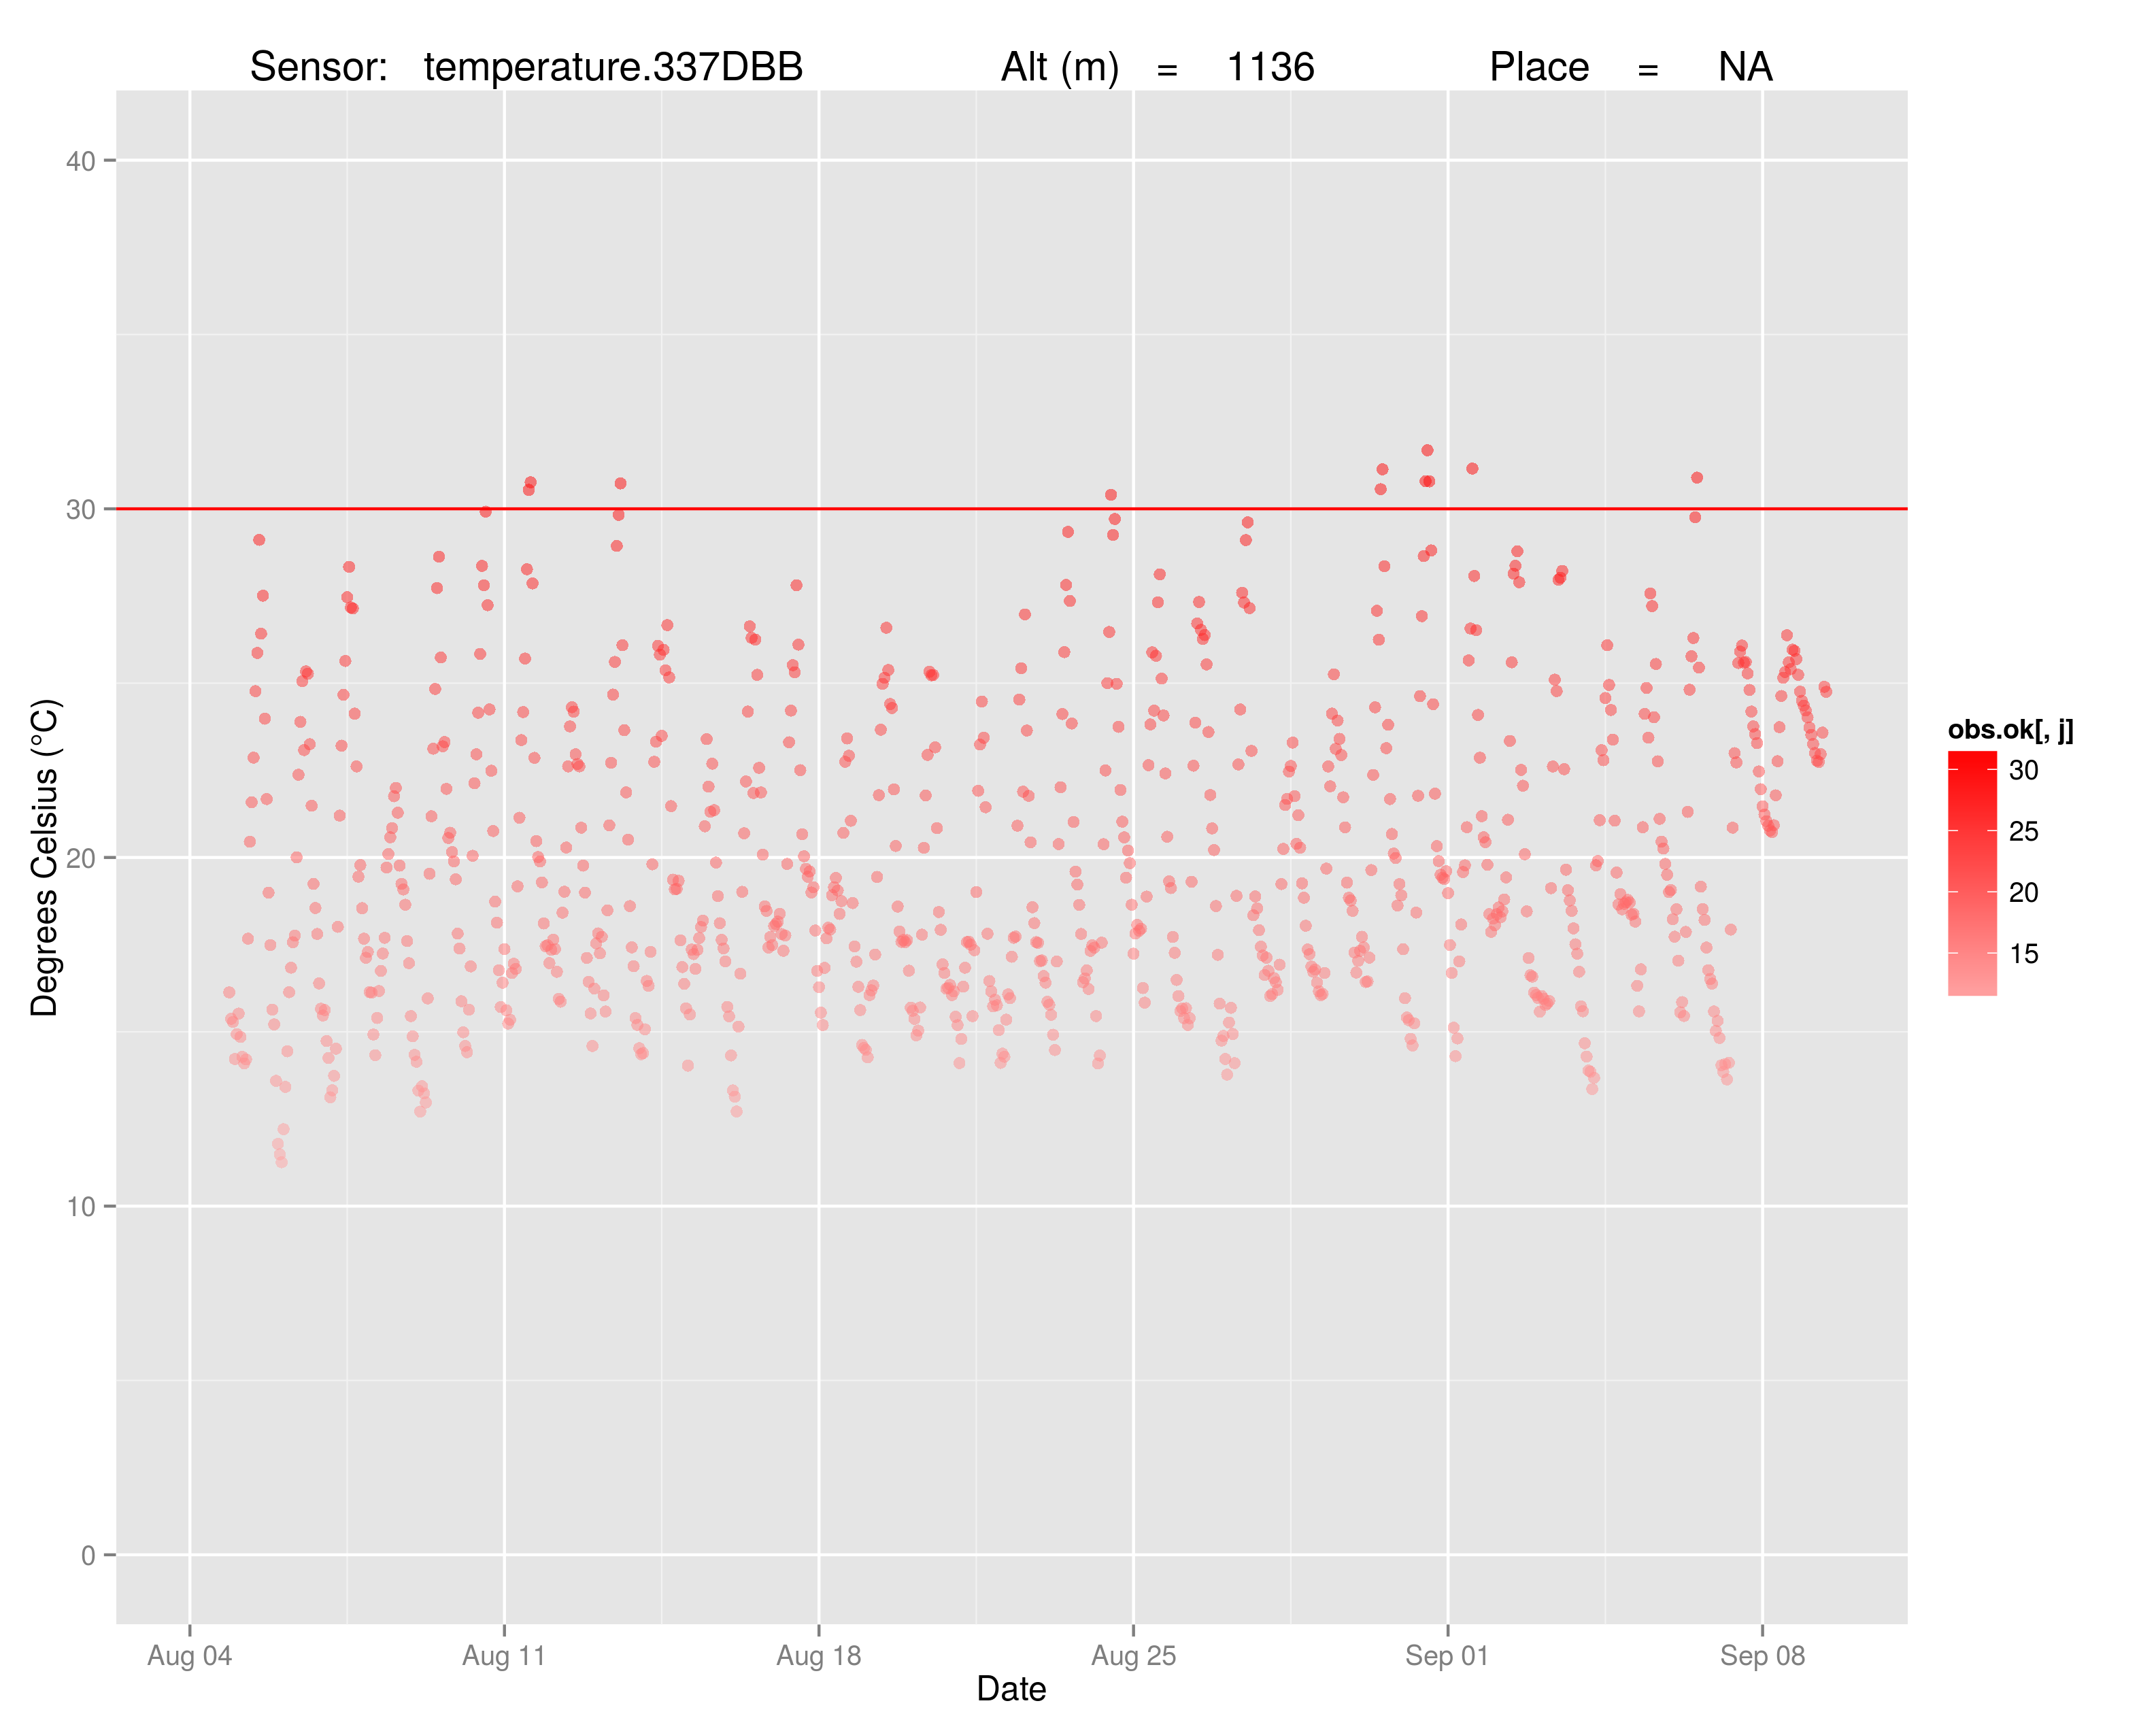 Sensor: temperature.337DBB Alt (m) = 1136 Place = NA
40
30
20
10
0
Degrees Celsius (°C)
Aug 04 Aug 11 Aug 18 Aug 25 Sep 01 Sep 08
Date
obs.ok[, j]
30
25
20
15